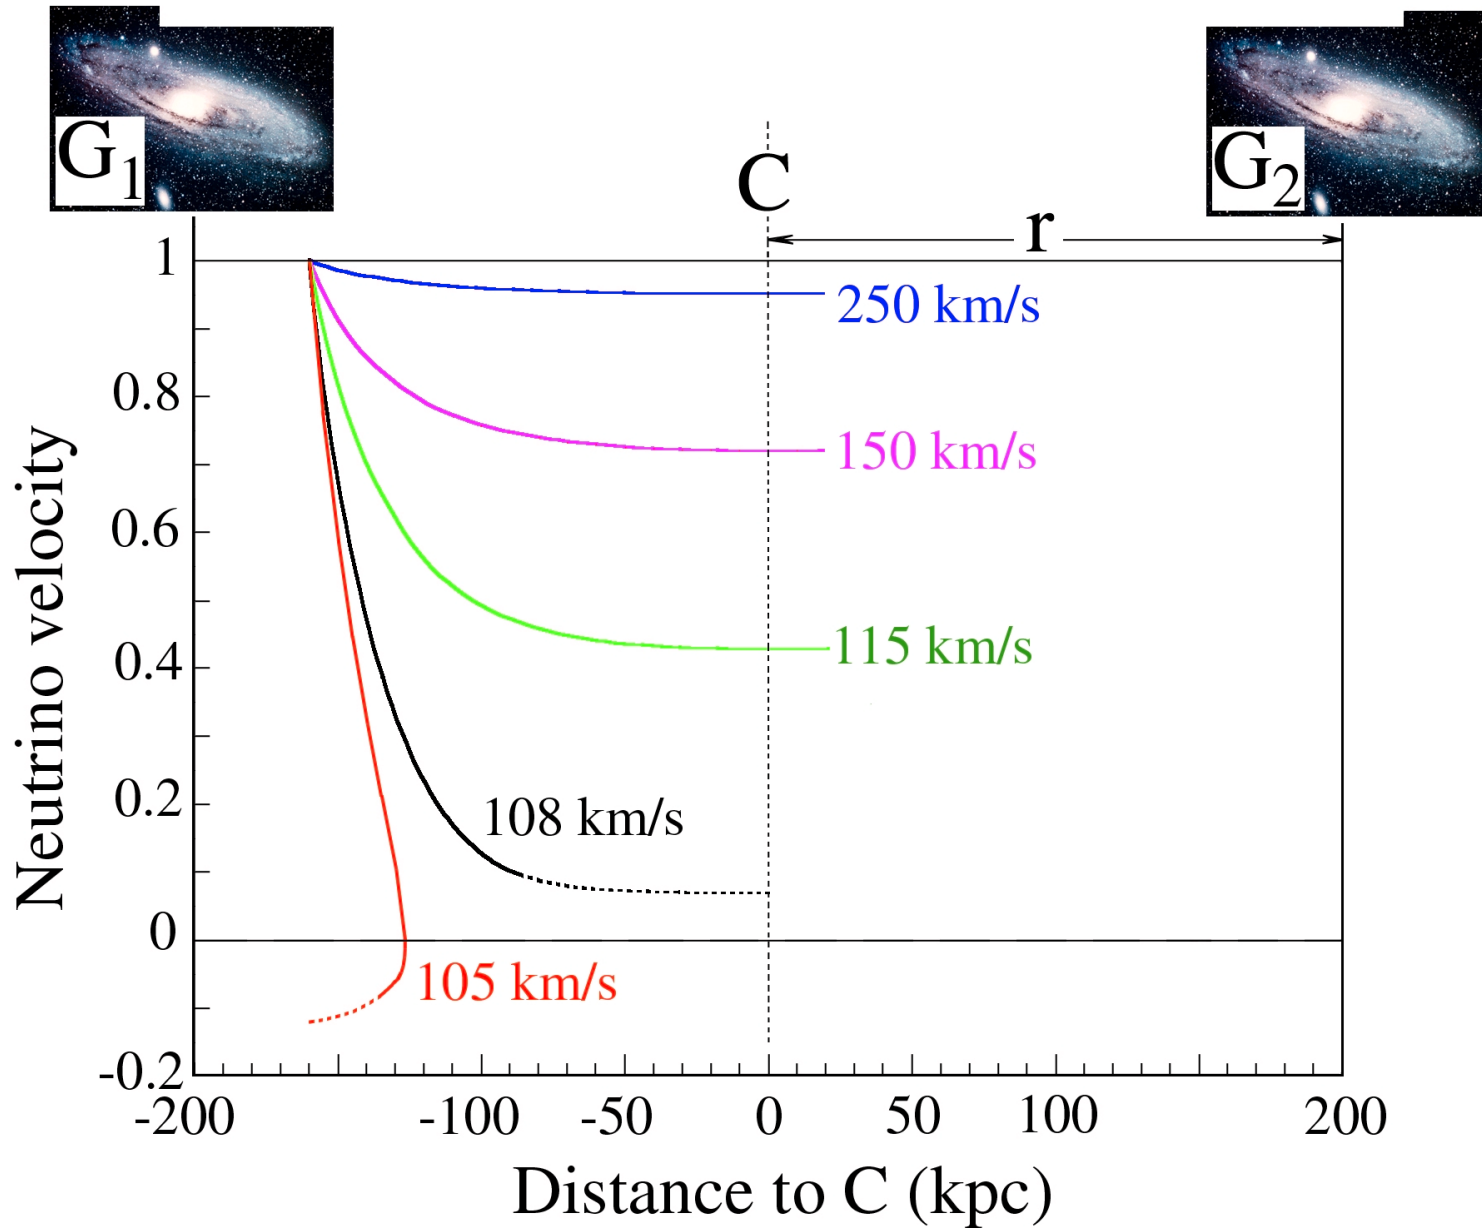 G1
G2
C
r
1
250 km/s
0.8
150 km/s
0.6
115 km/s
0.4
0.2
108 km/s
0
105 km/s
-0.2
-200
-100
-50
0
50
100
200
Neutrino velocity
Distance to C (kpc)